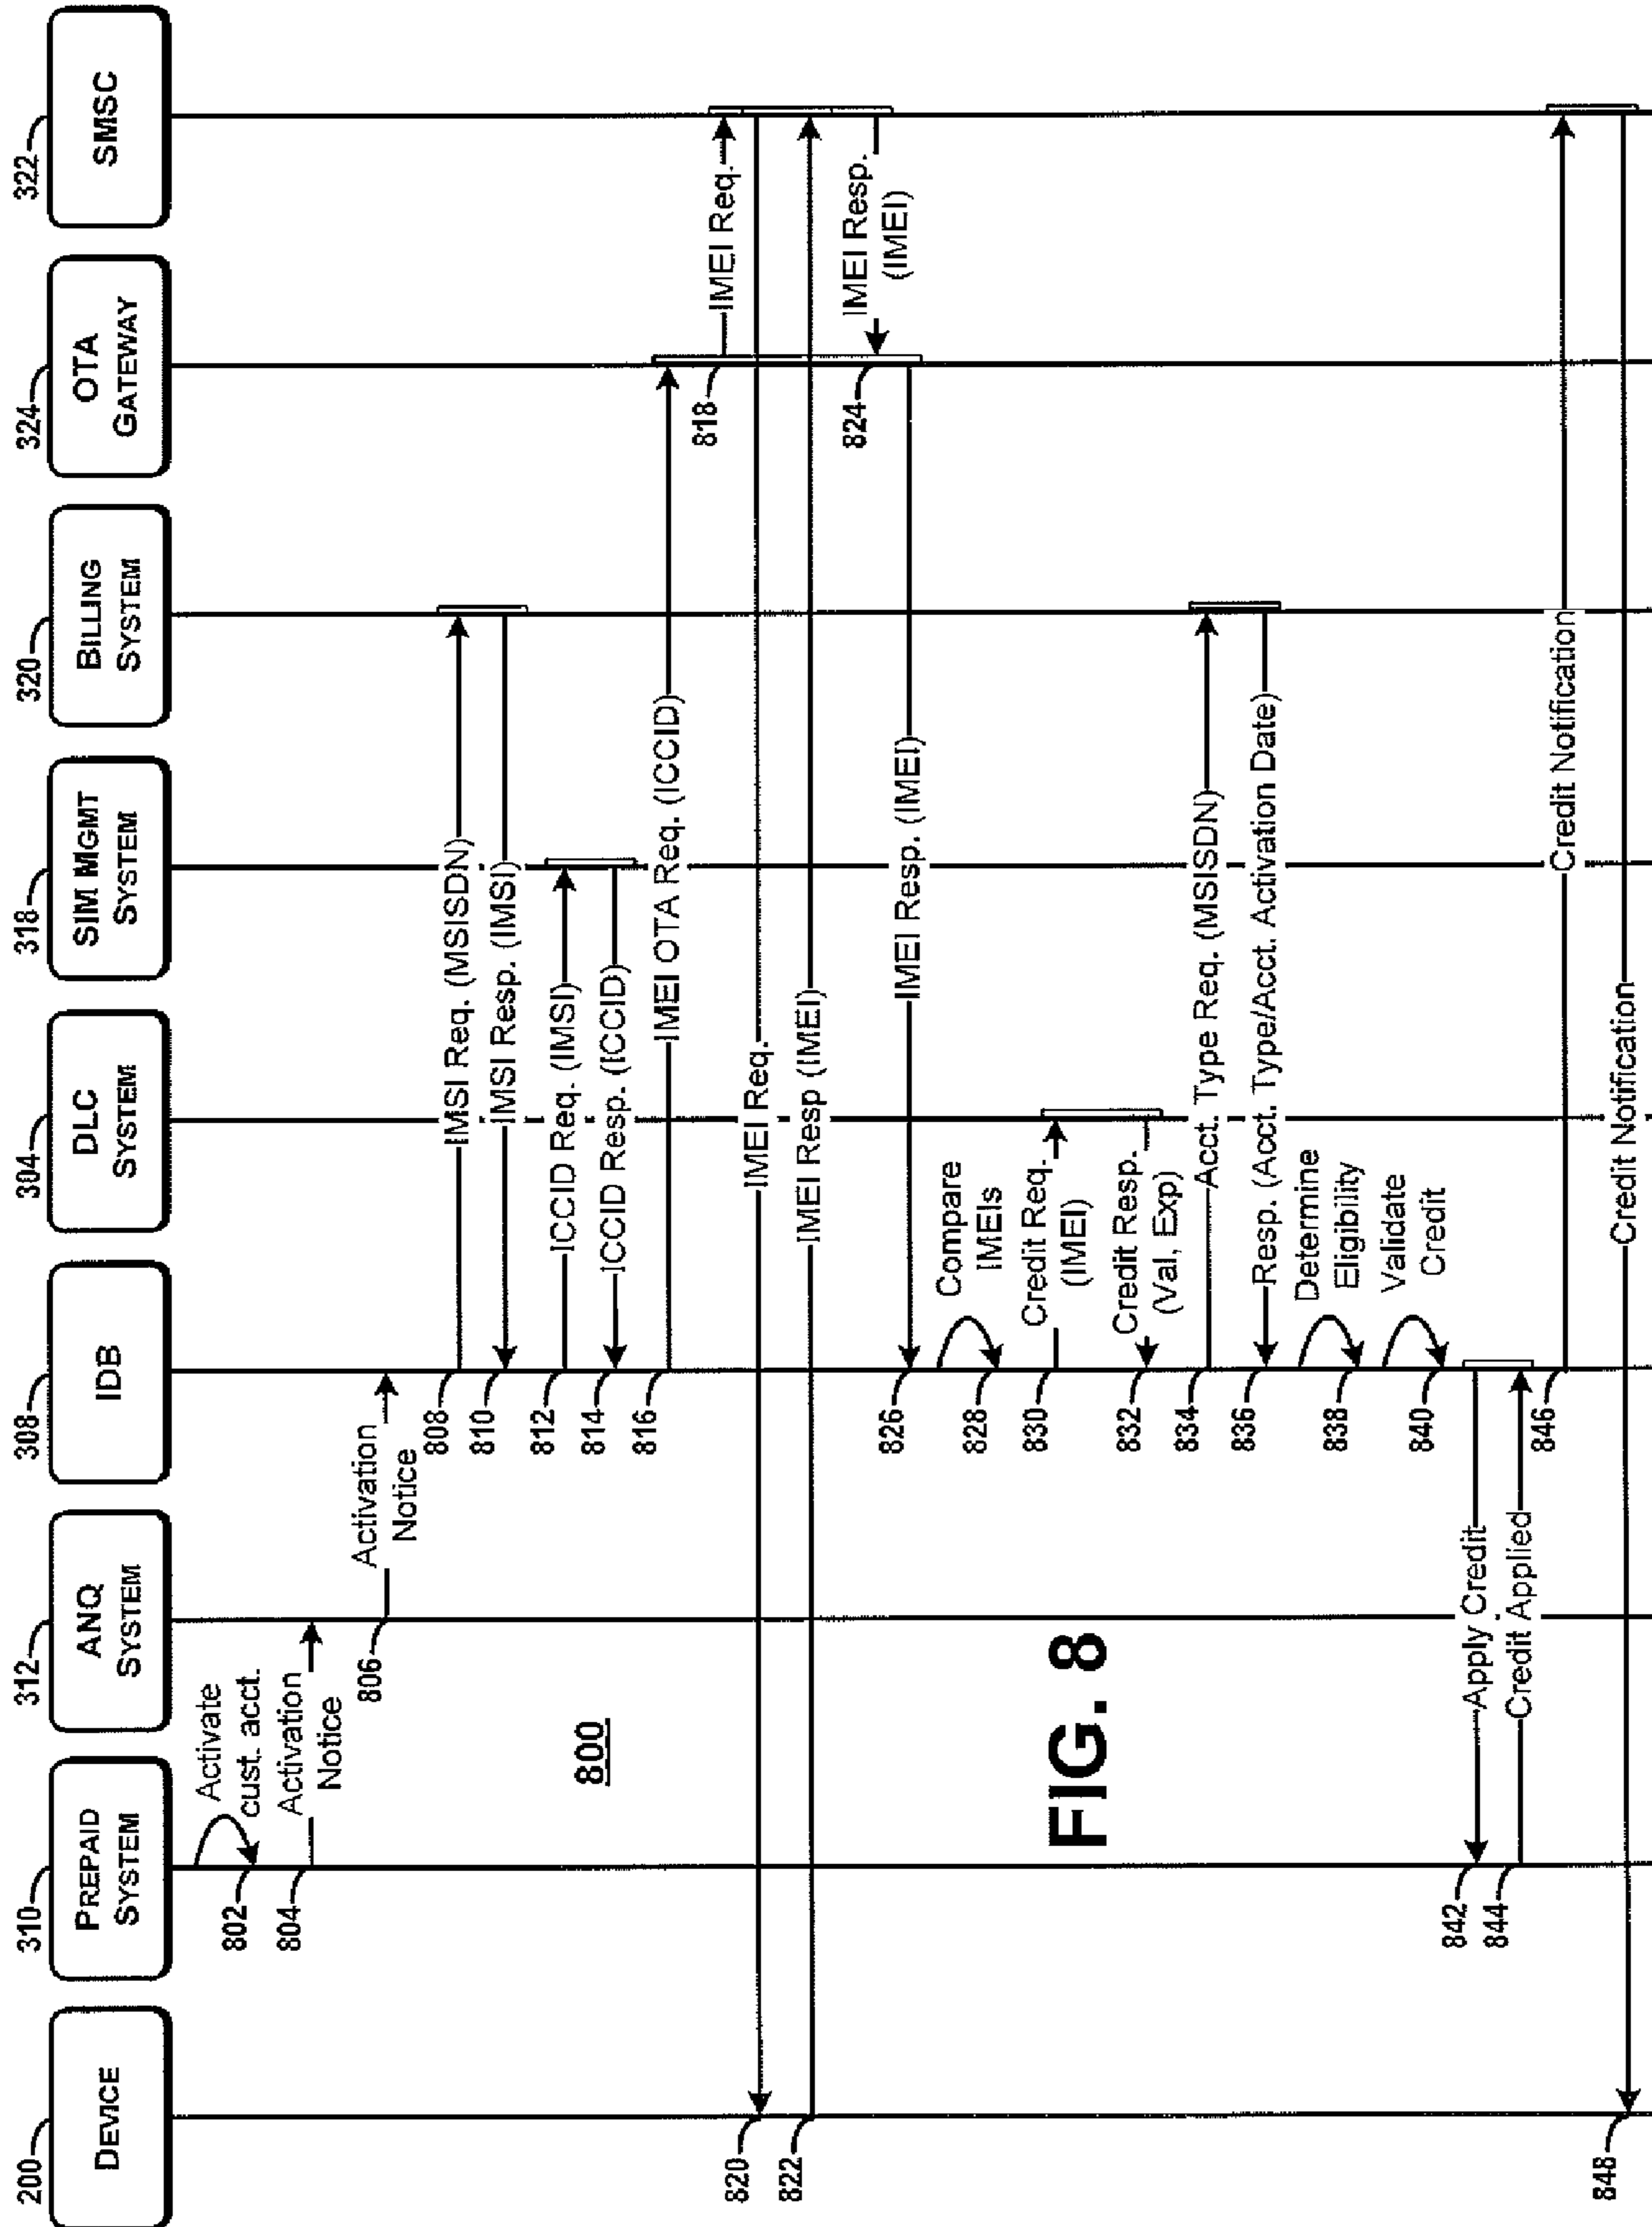 200
DEVICE
310
PREPAID
SYSTEM
312
ANQ
SYSTEM
308
IDB
304
DLC
SYSTEM
318
SIM MGMT
SYSTEM
320
BILLING
SYSTEM
324
OTA
GATEWAY
322
SMSC
802
Activate
cust. acct.
804
Activation
Notice
806
Activation
Notice
808
IMSI Req. (MSISDN)
810
IMSI Resp. (IMSI)
812
ICCID Req. (IMSI)
814
ICCID Resp. (ICCID)
816
IMEI OTA Req. (ICCID)
818
IMEI Req.
820
IMEI Req.
822
IMEI Resp (IMEI)
824
IMEI Resp.
(IMEI)
826
IMEI Resp. (IMEI)
828
Compare
IMEIs
830
Credit Req.
(IMEI)
832
Credit Resp.
(Val, Exp)
834
Acct. Type Req. (MSISDN)
836
Resp. (Acct. Type/Acct. Activation Date)
838
Determine
Eligibility
840
Validate
Credit
842
Apply Credit
844
Credit Applied
846
Credit Notification
848
Credit Notification
800
FIG. 8